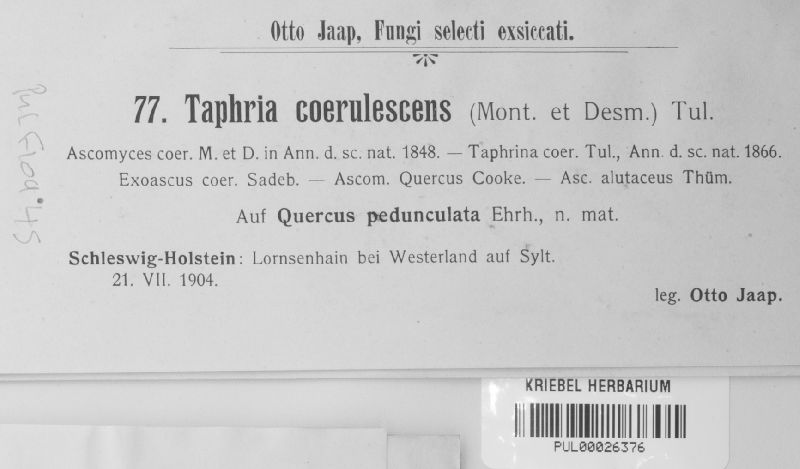 Otto Jaap, Fungi selecti exsiccati.
77. Taphria coerulescens (Mont. et Desm.) Tul.
Ascomyces coer. M. et D. in Ann. d. sc. nat. 1848. — Taphrina coer. Tul., Ann. d. sc. nat. 1866.
Exoascus coer. Sadeb. — Ascom. Quercus Cooke. — Asc. alutaceus Thüm.
Auf Quercus pedunculata Ehrh., n. mat.
Schleswig-Holstein: Lornsenhain bei Westerland auf Sylt.
21. VII. 1904.
leg. Otto Jaap.
KRIEBEL HERBARIUM
PUL00026376